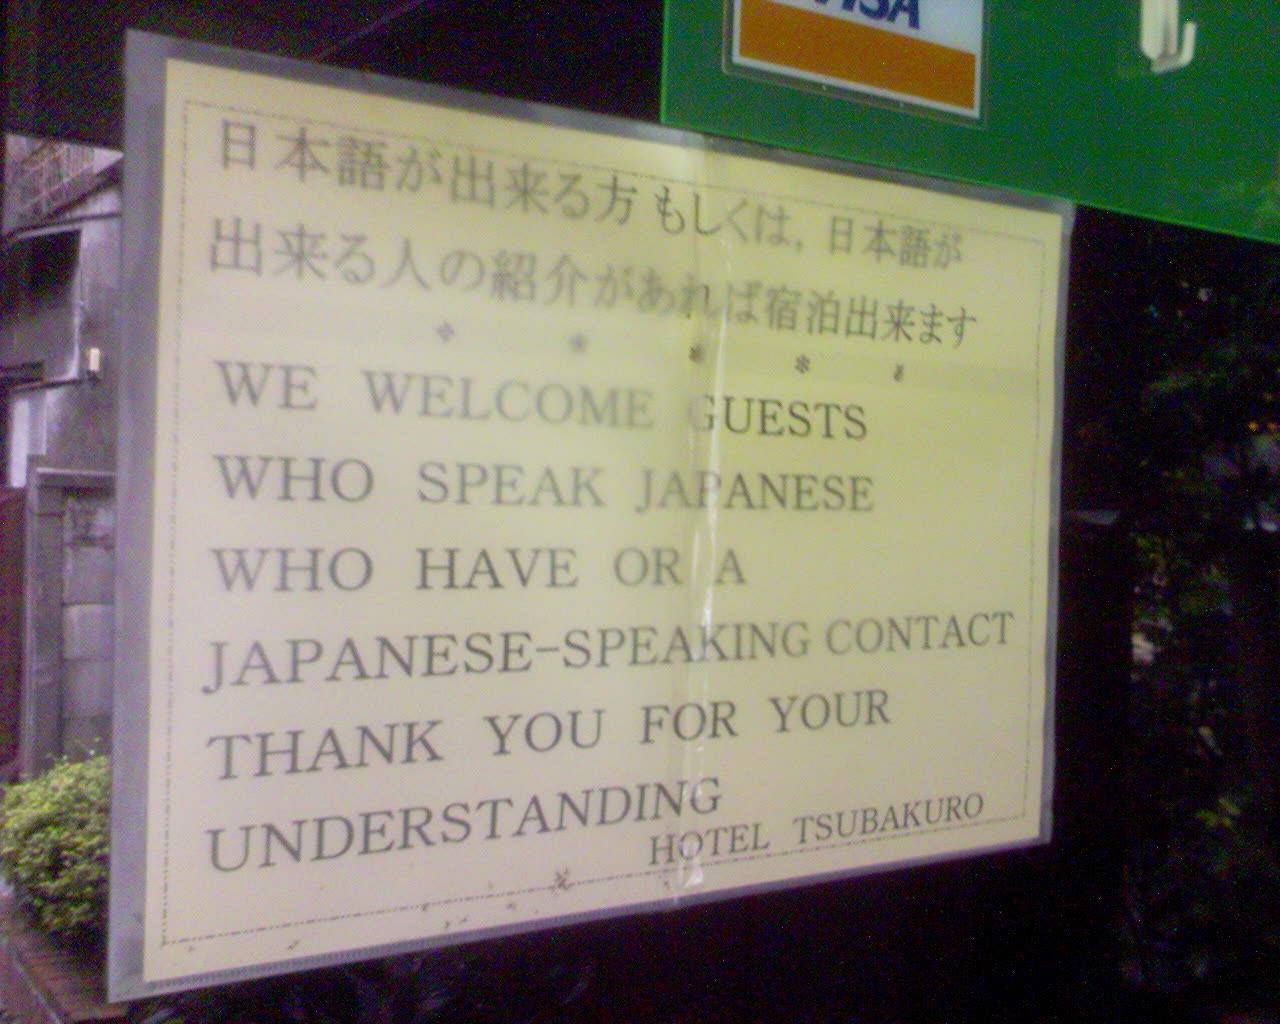 VISA
日本語が出来る方もしくは，日本語が
出来る人の紹介があれば宿泊出来ます
* * * * *
WE WELCOME GUESTS
WHO SPEAK JAPANESE
WHO HAVE OR A
JAPANESE-SPEAKING CONTACT
THANK YOU FOR YOUR
UNDERSTANDING
HOTEL TSUBAKURO